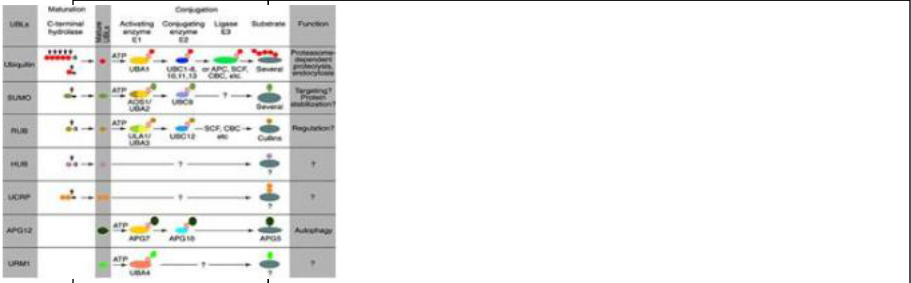 Maturation
Conjugation
UBLs
C-terminal
hydrolase
Mature
UBLs
Activating
enzyme
E1
Conjugating
enzyme
E2
Ligase
E3
Substrate
Function
Ubiquitin
ATP
UBA1
UBC1-8,
10,11,13
or APC, SCF,
CBC, etc.
Several
Proteasome-
dependent
proteolysis,
endocytosis
SUMO
ATP
AOS1/
UBA2
UBC9
?
Several
Targeting?
Protein
stabilization?
RUB
ATP
ULA1/
UBA3
UBC12
SCF, CBC
etc
Cullins
Regulation?
HUB
?
?
?
UCRP
?
?
?
APG12
ATP
APG7
APG10
APG5
Autophagy
URM1
ATP
UBA4
?
?
?